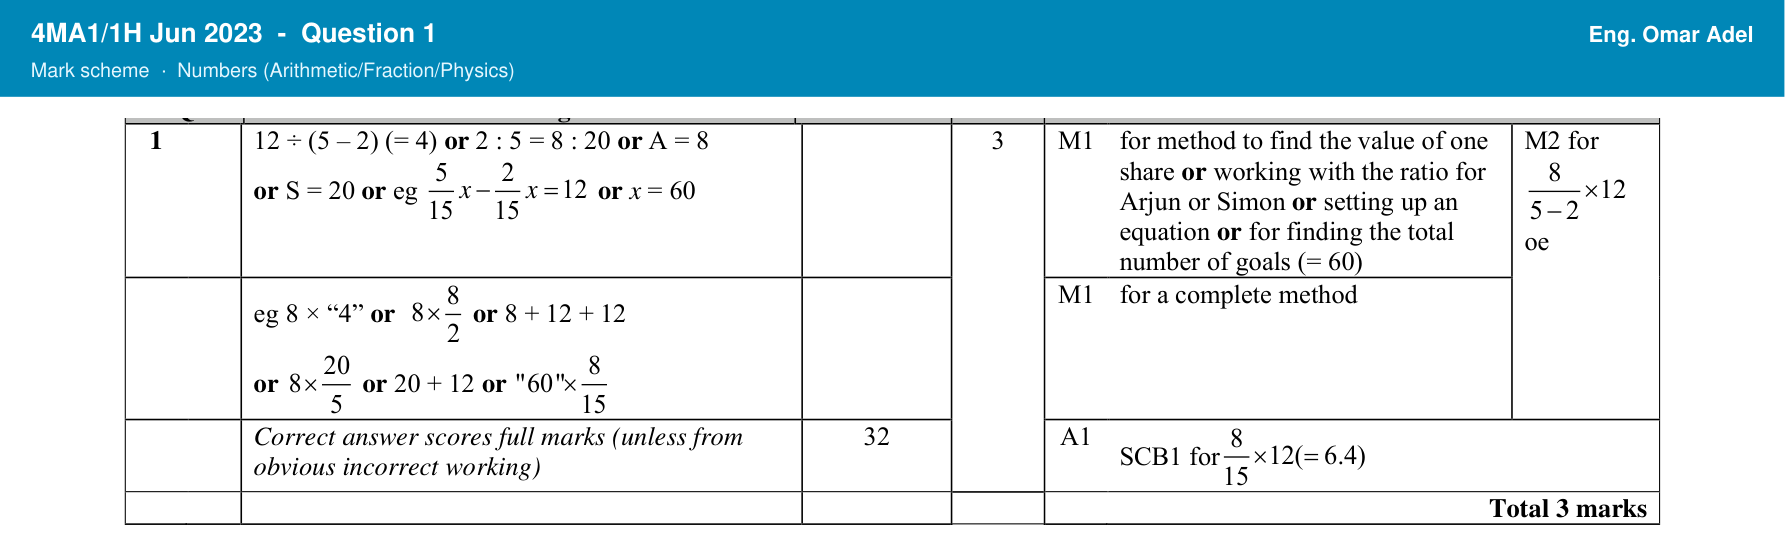 4MA1/1H Jun 2023 - Question 1
Eng. Omar Adel
Mark scheme · Numbers (Arithmetic/Fraction/Physics)
1
12 ÷ (5 – 2) (= 4) or 2 : 5 = 8 : 20 or A = 8
or S = 20 or eg 5/15 x − 2/15 x = 12 or x = 60
3
M1 for method to find the value of one
share or working with the ratio for
Arjun or Simon or setting up an
equation or for finding the total
number of goals (= 60)
M2 for
8/(5−2) ×12
oe
eg 8 × “4” or 8× 8/2 or 8 + 12 + 12
or 8× 20/5 or 20 + 12 or "60"× 8/15
M1 for a complete method
Correct answer scores full marks (unless from
obvious incorrect working)
32
A1
SCB1 for 8/15 ×12(= 6.4)
Total 3 marks